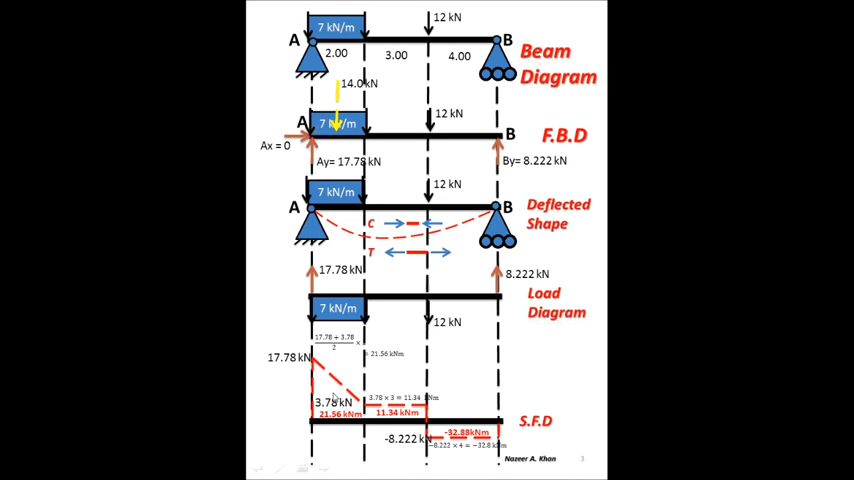 12 kN
7 kN/m
A
B
2.00
3.00
4.00
Beam
Diagram
14.0kN
12 kN
A
7 kN/m
B
F.B.D
Ax = 0
Ay= 17.78 kN
By= 8.222 kN
12 kN
7 kN/m
A
B
Deflected
Shape
C
T
17.78 kN
8.222 kN
Load
Diagram
7 kN/m
12 kN
17.78 + 3.78
2
= 21.56 kNm
17.78 kN
3.78 kN
3.78 × 3 = 11.34 kNm
21.56 kNm
11.34 kNm
S.F.D
-32.88kNm
-8.222 kN
−8.222 × 4 = −32.8 kNm
Nazeer A. Khan
3